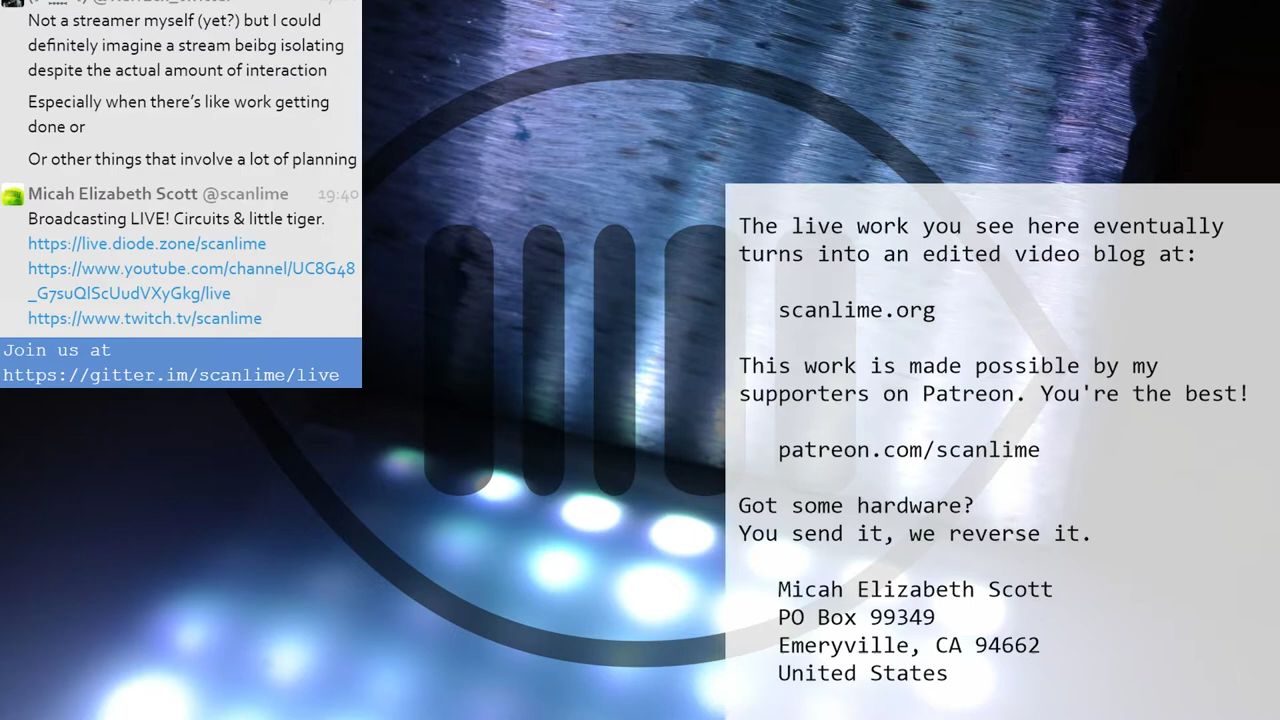 Not a streamer myself (yet?) but I could
definitely imagine a stream beibg isolating
despite the actual amount of interaction
Especially when there's like work getting
done or
Or other things that involve a lot of planning
Micah Elizabeth Scott @scanlime 19:40
Broadcasting LIVE! Circuits & little tiger.
https://live.diode.zone/scanlime
https://www.youtube.com/channel/UC8G48
_G7suQlScUudVXyGkg/live
https://www.twitch.tv/scanlime
Join us at
https://gitter.im/scanlime/live
The live work you see here eventually
turns into an edited video blog at:
scanlime.org
This work is made possible by my
supporters on Patreon. You're the best!
patreon.com/scanlime
Got some hardware?
You send it, we reverse it.
Micah Elizabeth Scott
PO Box 99349
Emeryville, CA 94662
United States